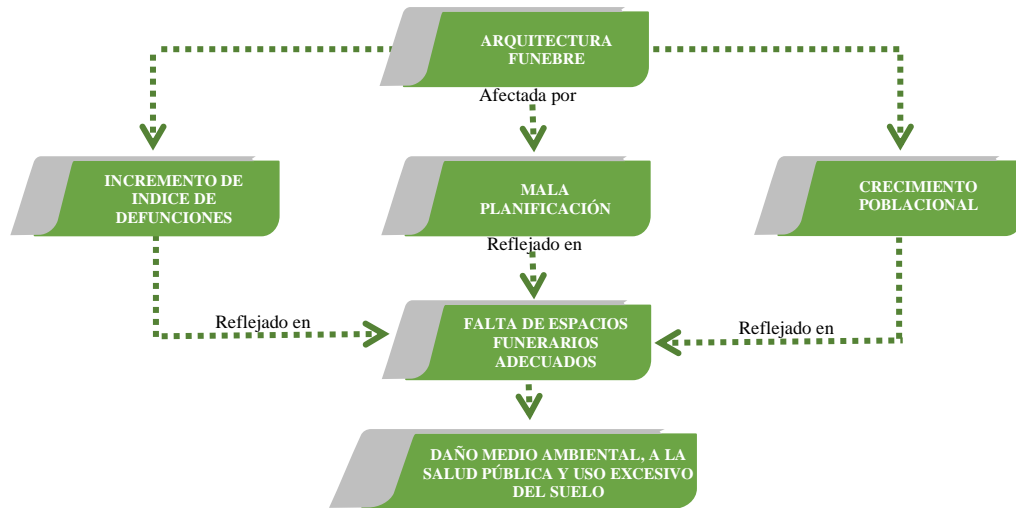 ARQUITECTURA
FUNEBRE
Afectada por
INCREMENTO DE
INDICE DE
DEFUNCIONES
MALA
PLANIFICACIÓN
CRECIMIENTO
POBLACIONAL
Reflejado en
Reflejado en
FALTA DE ESPACIOS
FUNERARIOS
ADECUADOS
Reflejado en
DAÑO MEDIO AMBIENTAL, A LA
SALUD PÚBLICA Y USO EXCESIVO
DEL SUELO